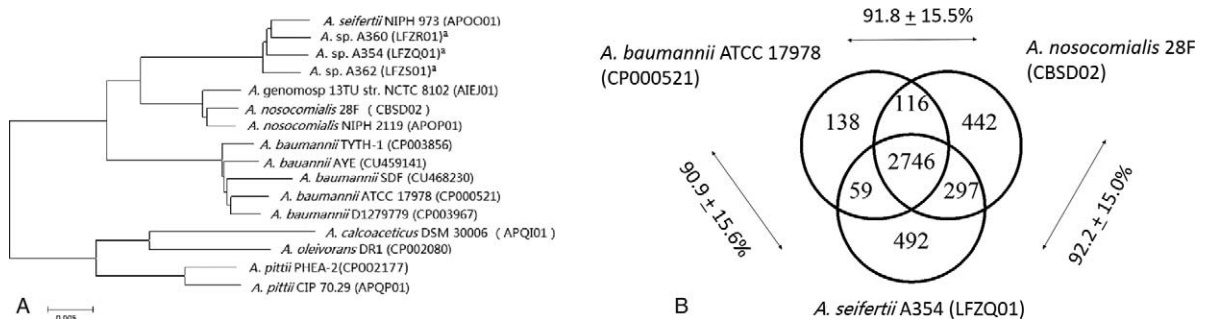 A. seifertii NIPH 973 (APOO01)
A. sp. A360 (LFZR01)ª
A. sp. A354 (LFZQ01)ª
A. sp. A362 (LFZS01)ª
A. genomosp 13TU str. NCTC 8102 (AIEJ01)
A. nosocomialis 28F ( CBSD02)
A. nosocomialis NIPH 2119 (APOP01)
A. baumannii TYTH-1 (CP003856)
A. bauannii AYE (CU459141)
A. baumannii SDF (CU468230)
A. baumannii ATCC 17978 (CP000521)
A. baumannii D1279779 (CP003967)
A. calcoaceticus DSM 30006 ( APQI01)
A. oleivorans DR1 (CP002080)
A. pittii PHEA-2(CP002177)
A. pittii CIP 70.29 (APQP01)
A
0.005
91.8 ± 15.5%
A. baumannii ATCC 17978
(CP000521)
A. nosocomialis 28F
(CBSD02)
138
116
442
2746
59
297
492
90.9 ± 15.6%
92.2 ± 15.0%
B
A. seifertii A354 (LFZQ01)